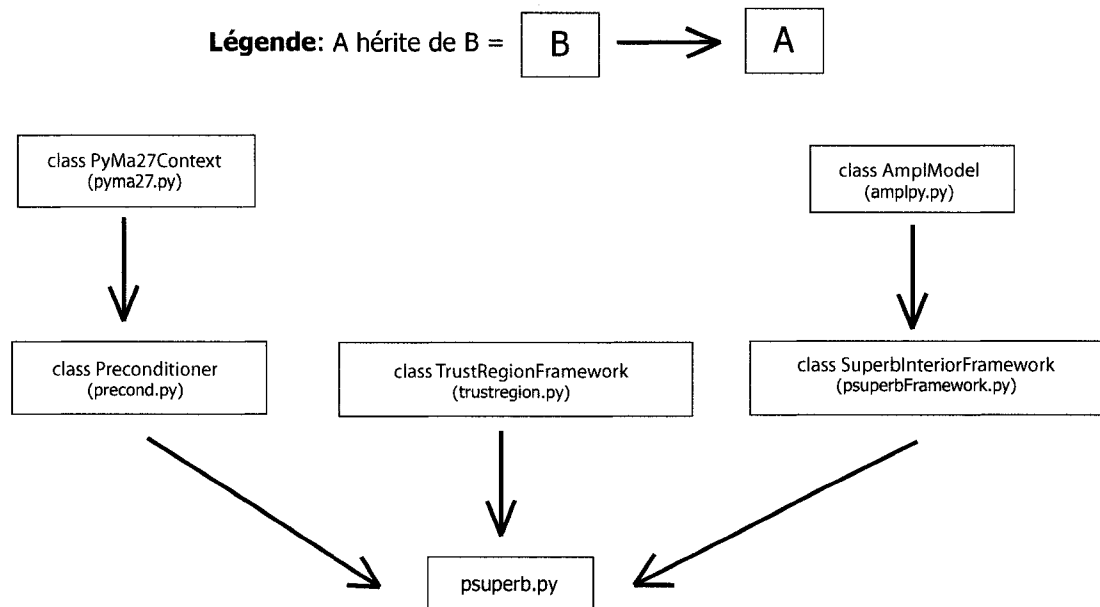 Légende: A hérite de B = B A
class PyMa27Context
(pyma27.py)
class AmplModel
(amplpy.py)
class Preconditioner
(precond.py)
class TrustRegionFramework
(trustregion.py)
class SuperbInteriorFramework
(psuperbFramework.py)
psuperb.py